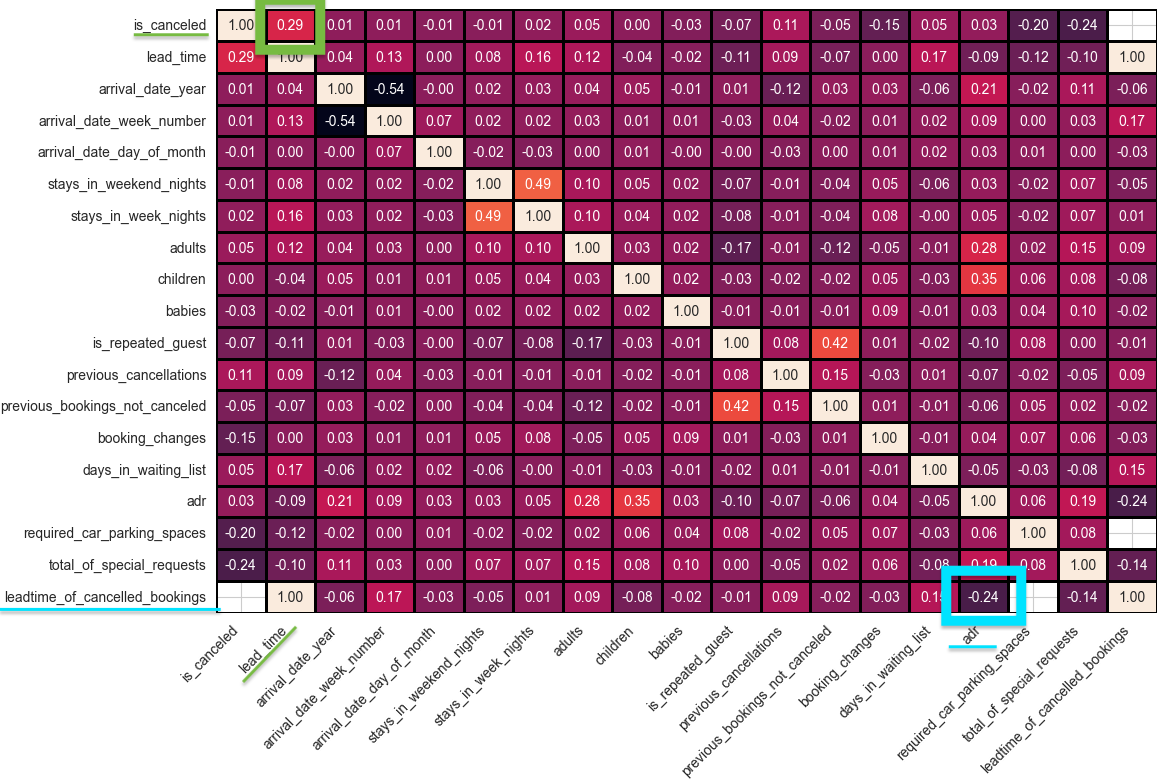 is_canceled 1.00 0.29 0.01 0.01 -0.01 -0.01 0.02 0.05 0.00 -0.03 -0.07 0.11 -0.05 -0.15 0.05 0.03 -0.20 -0.24
lead_time 0.29 1.00 0.04 0.13 0.00 0.08 0.16 0.12 -0.04 -0.02 -0.11 0.09 -0.07 0.00 0.17 -0.09 -0.12 -0.10 1.00
arrival_date_year 0.01 0.04 1.00 -0.54 -0.00 0.02 0.03 0.04 0.05 -0.01 0.01 -0.12 0.03 0.03 -0.06 0.21 -0.02 0.11 -0.06
arrival_date_week_number 0.01 0.13 -0.54 1.00 0.07 0.02 0.02 0.03 0.01 0.01 -0.03 0.04 -0.02 0.01 0.02 0.09 0.00 0.03 0.17
arrival_date_day_of_month -0.01 0.00 -0.00 0.07 1.00 -0.02 -0.03 0.00 0.01 -0.00 -0.00 -0.03 0.00 0.01 0.02 0.03 0.01 0.00 -0.03
stays_in_weekend_nights -0.01 0.08 0.02 0.02 -0.02 1.00 0.49 0.10 0.05 0.02 -0.07 -0.01 -0.04 0.05 -0.06 0.03 -0.02 0.07 -0.05
stays_in_week_nights 0.02 0.16 0.03 0.02 -0.03 0.49 1.00 0.10 0.04 0.02 -0.08 -0.01 -0.04 0.08 -0.00 0.05 -0.02 0.07 0.01
adults 0.05 0.12 0.04 0.03 0.00 0.10 0.10 1.00 0.03 0.02 -0.17 -0.01 -0.12 -0.05 -0.01 0.28 0.02 0.15 0.09
children 0.00 -0.04 0.05 0.01 0.01 0.05 0.04 0.03 1.00 0.02 -0.03 -0.02 -0.02 0.05 -0.03 0.35 0.06 0.08 -0.08
babies -0.03 -0.02 -0.01 0.01 -0.00 0.02 0.02 0.02 0.02 1.00 -0.01 -0.01 -0.01 0.09 -0.01 0.03 0.04 0.10 -0.02
is_repeated_guest -0.07 -0.11 0.01 -0.03 -0.00 -0.07 -0.08 -0.17 -0.03 -0.01 1.00 0.08 0.42 0.01 -0.02 -0.10 0.08 0.00 -0.01
previous_cancellations 0.11 0.09 -0.12 0.04 -0.03 -0.01 -0.01 -0.01 -0.02 -0.01 0.08 1.00 0.15 -0.03 0.01 -0.07 -0.02 -0.05 0.09
previous_bookings_not_canceled -0.05 -0.07 0.03 -0.02 0.00 -0.04 -0.04 -0.12 -0.02 -0.01 0.42 0.15 1.00 0.01 -0.01 -0.06 0.05 0.02 -0.02
booking_changes -0.15 0.00 0.03 0.01 0.01 0.05 0.08 -0.05 0.05 0.09 0.01 -0.03 0.01 1.00 -0.01 0.04 0.07 0.06 -0.03
days_in_waiting_list 0.05 0.17 -0.06 0.02 0.02 -0.06 -0.00 -0.01 -0.03 -0.01 -0.02 0.01 -0.01 -0.01 1.00 -0.05 -0.03 -0.08 0.15
adr 0.03 -0.09 0.21 0.09 0.03 0.03 0.05 0.28 0.35 0.03 -0.10 -0.07 -0.06 0.04 -0.05 1.00 0.06 0.19 -0.24
required_car_parking_spaces -0.20 -0.12 -0.02 0.00 0.01 -0.02 -0.02 0.02 0.06 0.04 0.08 -0.02 0.05 0.07 -0.03 0.06 1.00 0.08
total_of_special_requests -0.24 -0.10 0.11 0.03 0.00 0.07 0.07 0.15 0.08 0.10 0.00 -0.05 0.02 0.06 -0.08 0.19 0.08 1.00 -0.14
leadtime_of_cancelled_bookings 1.00 -0.06 0.17 -0.03 -0.05 0.01 0.09 -0.08 -0.02 -0.01 0.09 -0.02 -0.03 0.15 -0.24 -0.14 1.00
is_canceled
lead_time
arrival_date_year
arrival_date_week_number
arrival_date_day_of_month
stays_in_weekend_nights
stays_in_week_nights
adults
children
babies
is_repeated_guest
previous_cancellations
previous_bookings_not_canceled
booking_changes
days_in_waiting_list
adr
required_car_parking_spaces
total_of_special_requests
leadtime_of_cancelled_bookings